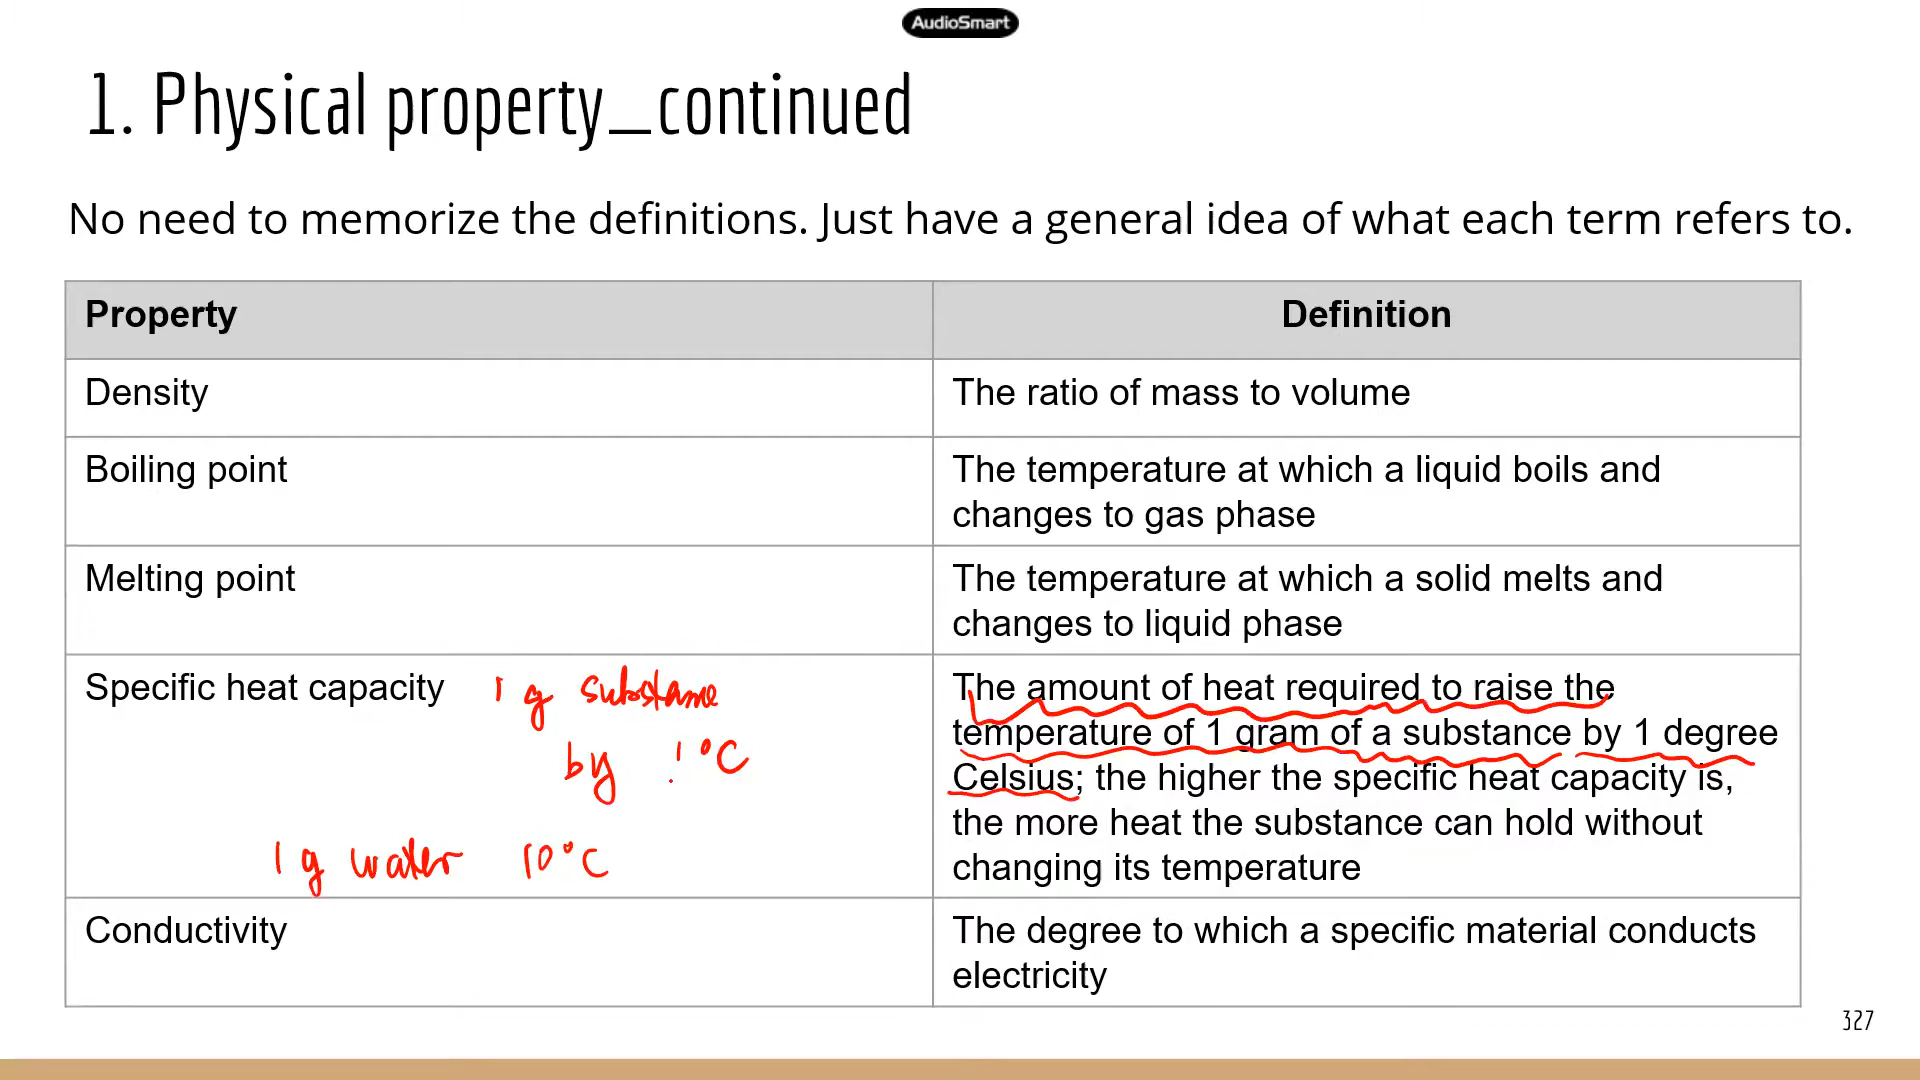 AudioSmart
1. Physical property_continued
No need to memorize the definitions. Just have a general idea of what each term refers to.
Property
Definition
Density
The ratio of mass to volume
Boiling point
The temperature at which a liquid boils and
changes to gas phase
Melting point
The temperature at which a solid melts and
changes to liquid phase
Specific heat capacity
1 g substance
by 1°C
1 g water 10°C
The amount of heat required to raise the
temperature of 1 gram of a substance by 1 degree
Celsius; the higher the specific heat capacity is,
the more heat the substance can hold without
changing its temperature
Conductivity
The degree to which a specific material conducts
electricity
327